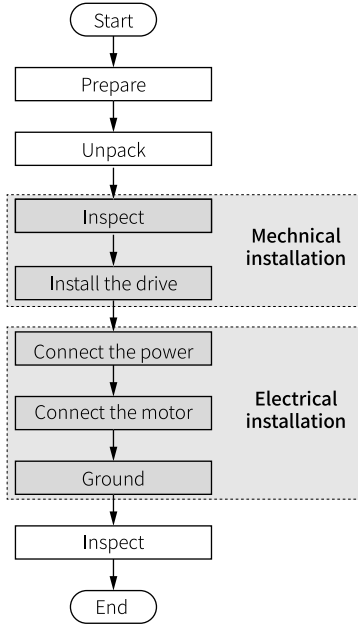 Start
Prepare
Unpack
Inspect
Mechnical
installation
Install the drive
Connect the power
Connect the motor
Electrical
installation
Ground
Inspect
End